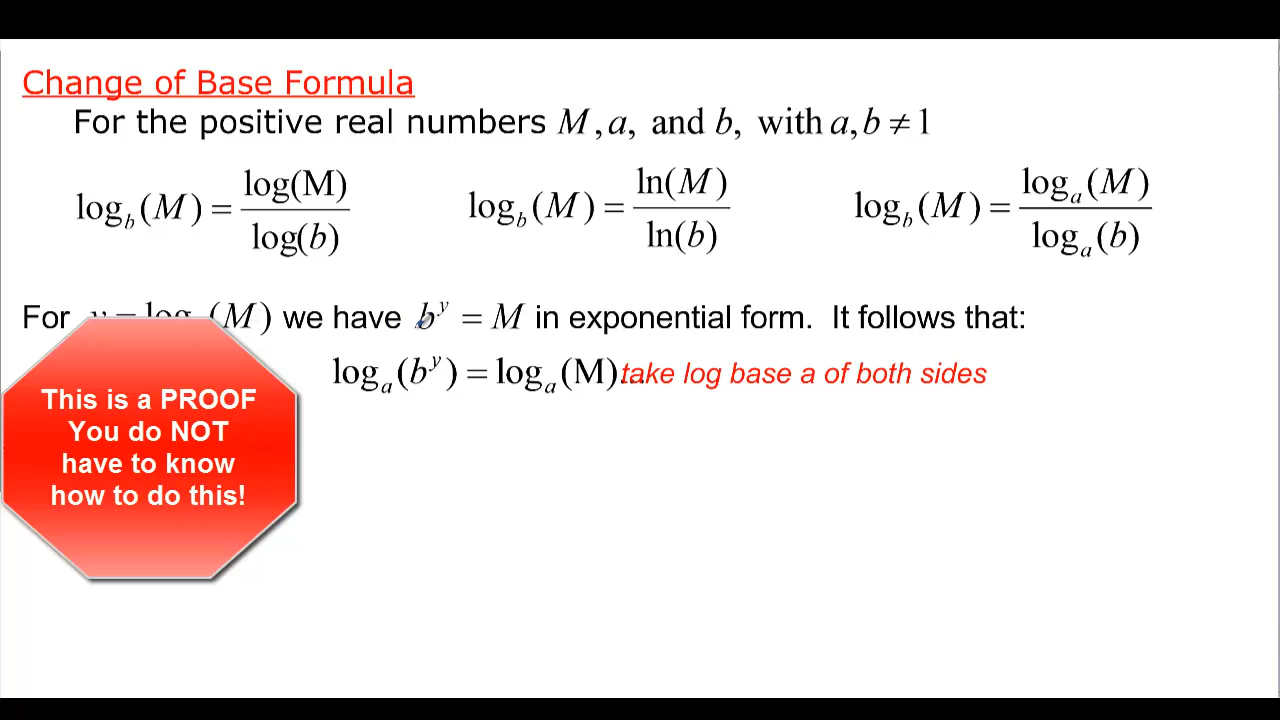 Change of Base Formula
For the positive real numbers M, a, and b, with a, b ≠ 1
log_b(M) = log(M)/log(b)   log_b(M) = ln(M)/ln(b)   log_b(M) = log_a(M)/log_a(b)
For (M) we have b^y = M in exponential form. It follows that:
log_a(b^y) = log_a(M)... take log base a of both sides
This is a PROOF
You do NOT
have to know
how to do this!